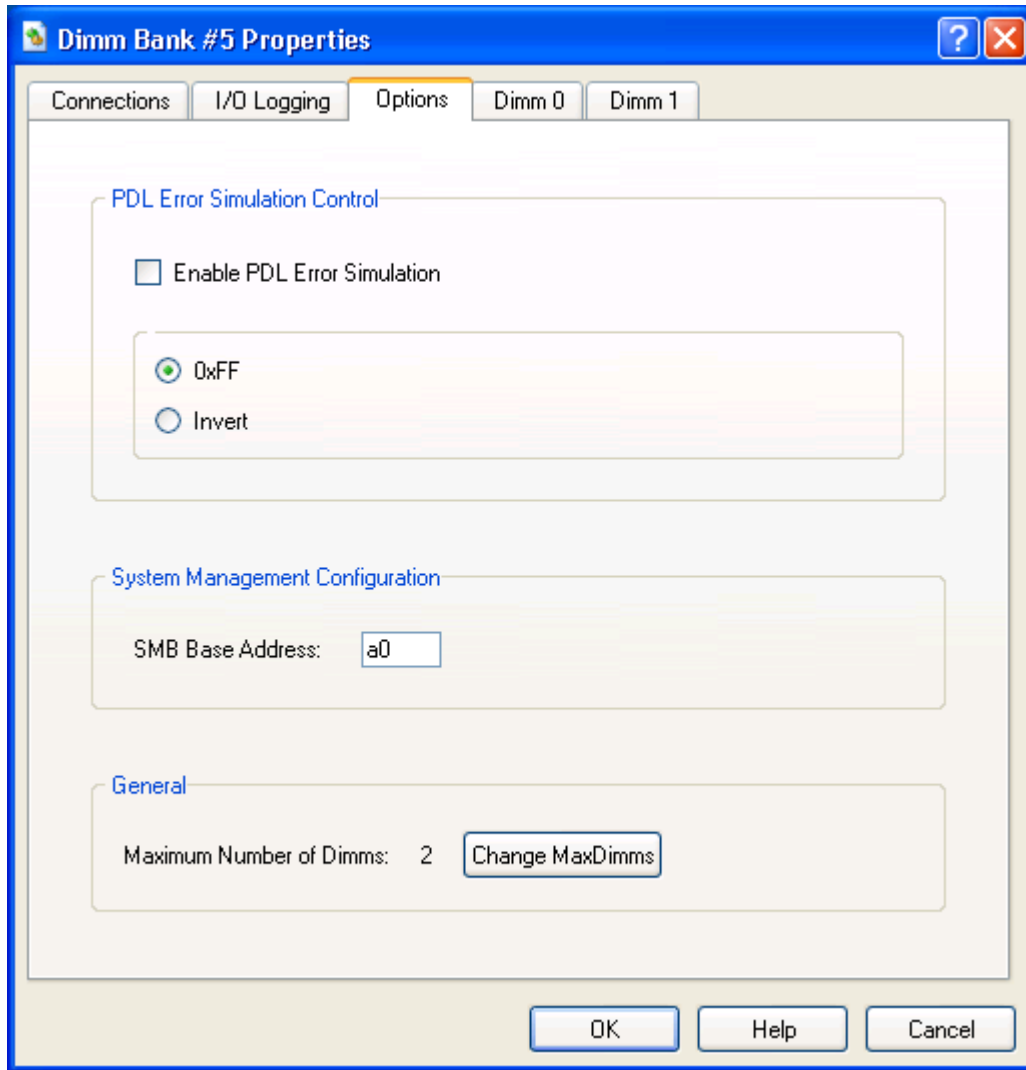 Dimm Bank #5 Properties
Connections I/O Logging Options Dimm 0 Dimm 1
PDL Error Simulation Control
Enable PDL Error Simulation
0xFF
Invert
System Management Configuration
SMB Base Address: a0
General
Maximum Number of Dimms: 2 Change MaxDimms
OK Help Cancel